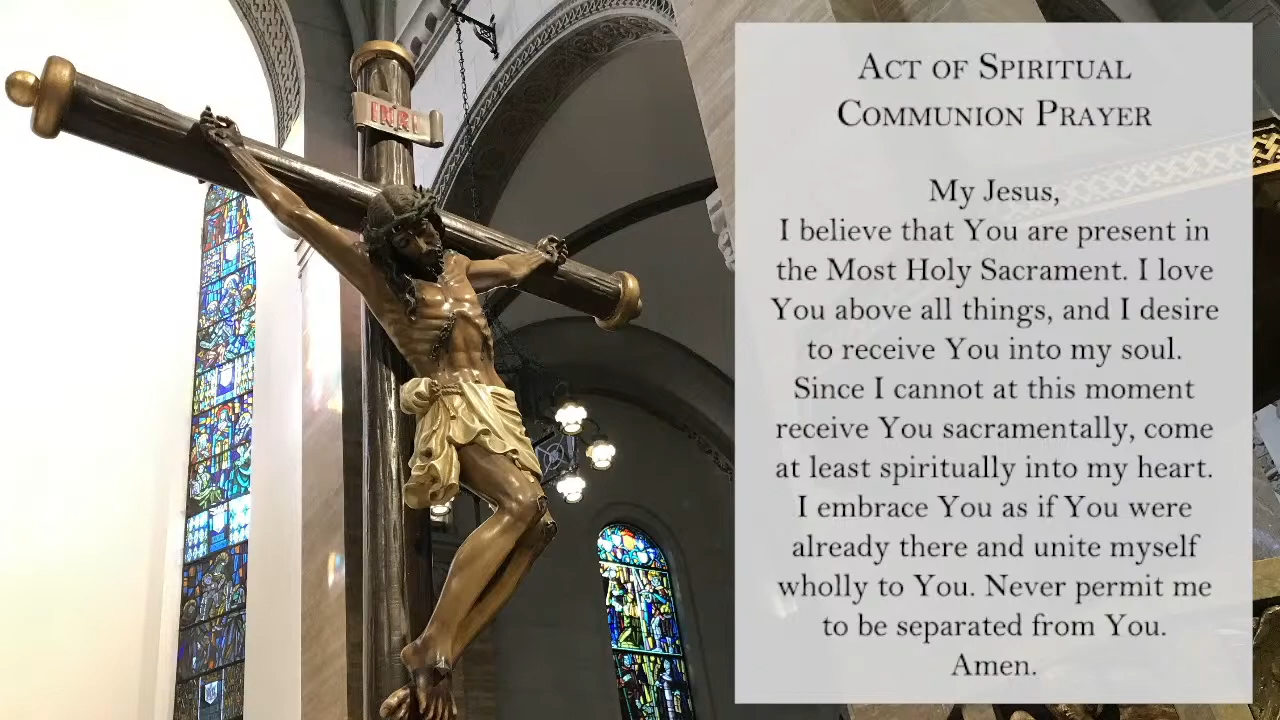 INRI
ACT OF SPIRITUAL
COMMUNION PRAYER
My Jesus,
I believe that You are present in
the Most Holy Sacrament. I love
You above all things, and I desire
to receive You into my soul.
Since I cannot at this moment
receive You sacramentally, come
at least spiritually into my heart.
I embrace You as if You were
already there and unite myself
wholly to You. Never permit me
to be separated from You.
Amen.